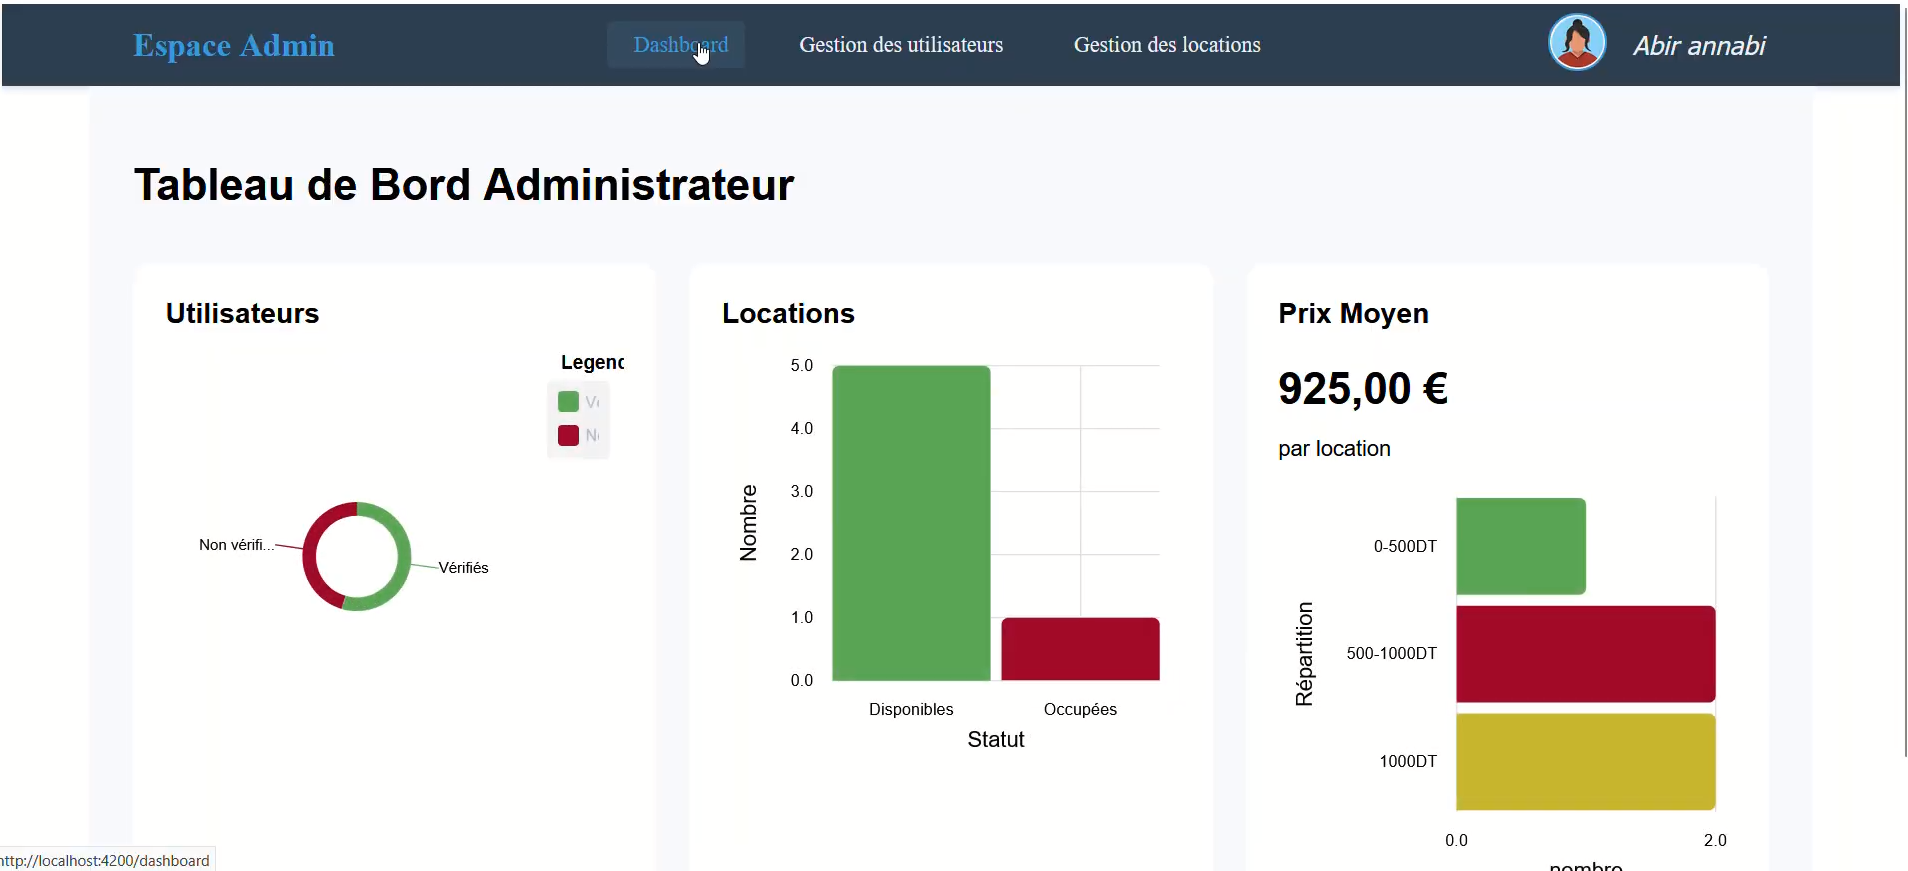 Espace Admin
Dashboard
Gestion des utilisateurs
Gestion des locations
Abir annabi
Tableau de Bord Administrateur
Utilisateurs
Legend
Non vérifi...
Vérifiés
Locations
5.0
4.0
3.0
2.0
1.0
0.0
Nombre
Disponibles
Occupées
Statut
Prix Moyen
925,00 €
par location
0-500DT
500-1000DT
1000DT
Répartition
0.0
2.0
nombre
http://localhost:4200/dashboard